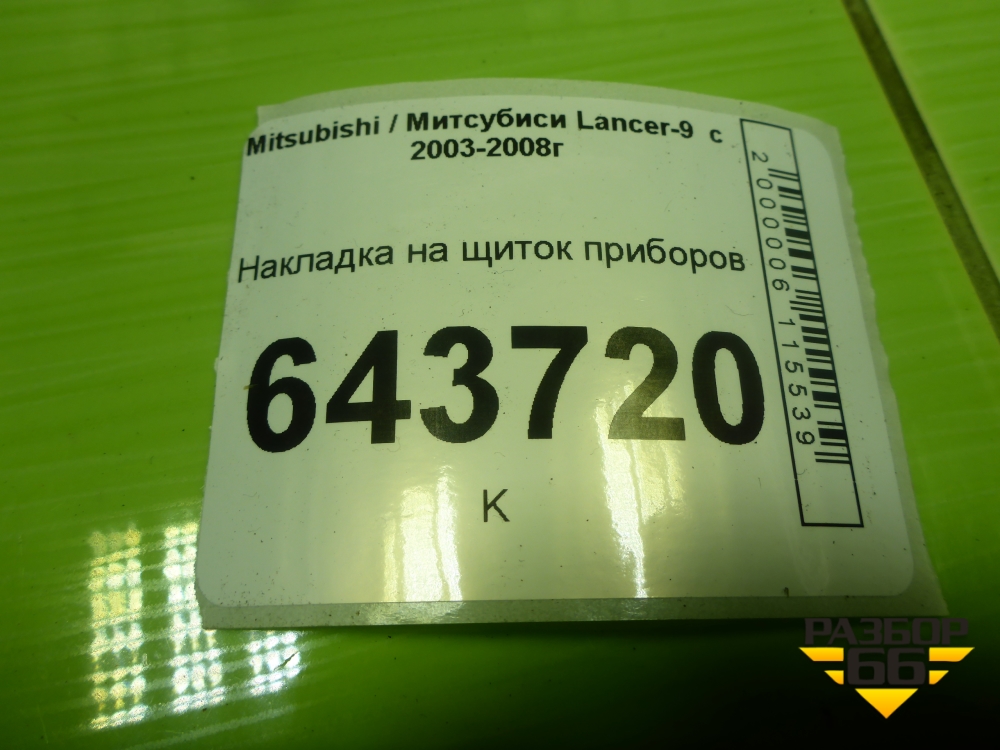 Mitsubishi / Митсубиси Lancer-9 с
2003-2008г
Накладка на щиток приборов
643720
К
2000006115539
РАЗБОР
66